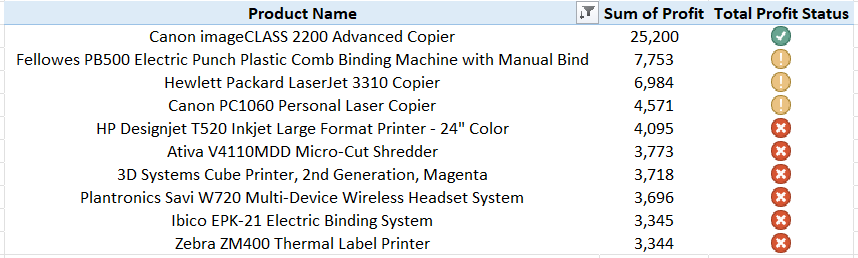 Product Name Sum of Profit Total Profit Status
Canon imageCLASS 2200 Advanced Copier 25,200
Fellowes PB500 Electric Punch Plastic Comb Binding Machine with Manual Bind 7,753
Hewlett Packard LaserJet 3310 Copier 6,984
Canon PC1060 Personal Laser Copier 4,571
HP Designjet T520 Inkjet Large Format Printer - 24" Color 4,095
Ativa V4110MDD Micro-Cut Shredder 3,773
3D Systems Cube Printer, 2nd Generation, Magenta 3,718
Plantronics Savi W720 Multi-Device Wireless Headset System 3,696
Ibico EPK-21 Electric Binding System 3,345
Zebra ZM400 Thermal Label Printer 3,344